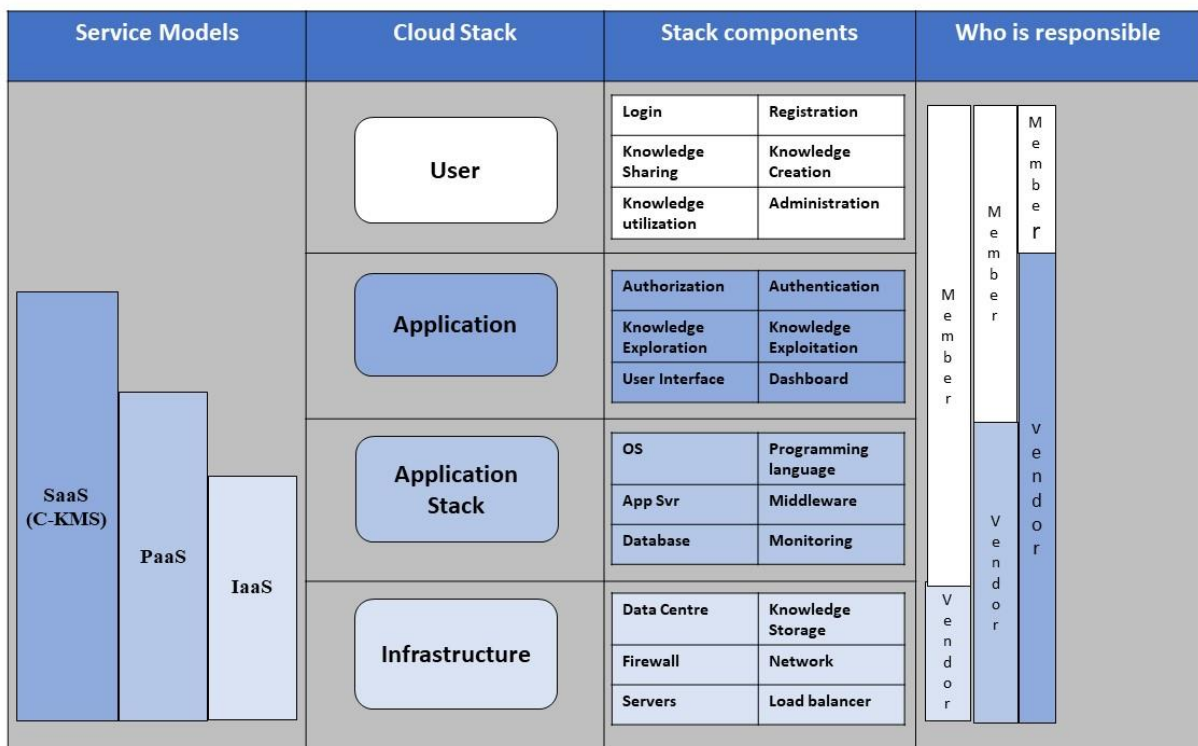 Service Models
Cloud Stack
Stack components
Who is responsible
SaaS
(C-KMS)
PaaS
IaaS
User
Application
Application
Stack
Infrastructure
Login
Registration
Knowledge
Sharing
Knowledge
Creation
Knowledge
utilization
Administration
Authorization
Authentication
Knowledge
Exploration
Knowledge
Exploitation
User Interface
Dashboard
OS
Programming
language
App Svr
Middleware
Database
Monitoring
Data Centre
Knowledge
Storage
Firewall
Network
Servers
Load balancer
Member
Vendor
Member
Vendor
Member
vendor